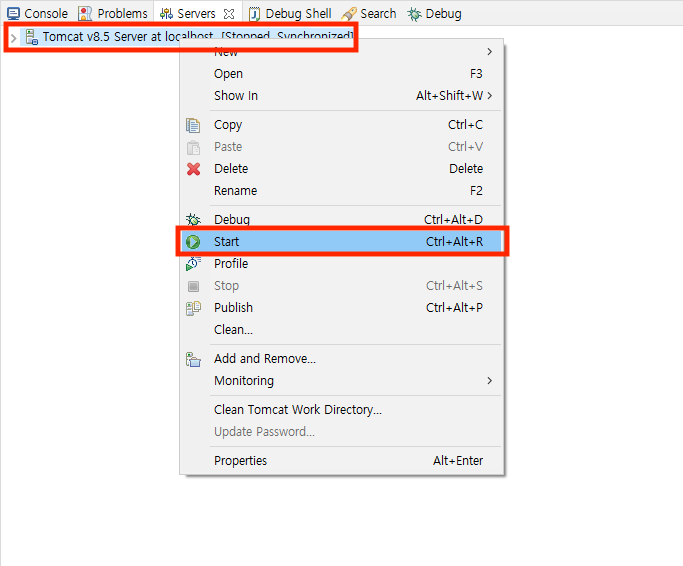 Console Problems Servers Debug Shell Search Debug
Tomcat v8.5 Server at localhost [Stopped, Synchronized]
New
Open F3
Show In Alt+Shift+W
Copy Ctrl+C
Paste Ctrl+V
Delete Delete
Rename F2
Debug Ctrl+Alt+D
Start Ctrl+Alt+R
Profile
Stop Ctrl+Alt+S
Publish Ctrl+Alt+P
Clean...
Add and Remove...
Monitoring
Clean Tomcat Work Directory...
Update Password...
Properties Alt+Enter